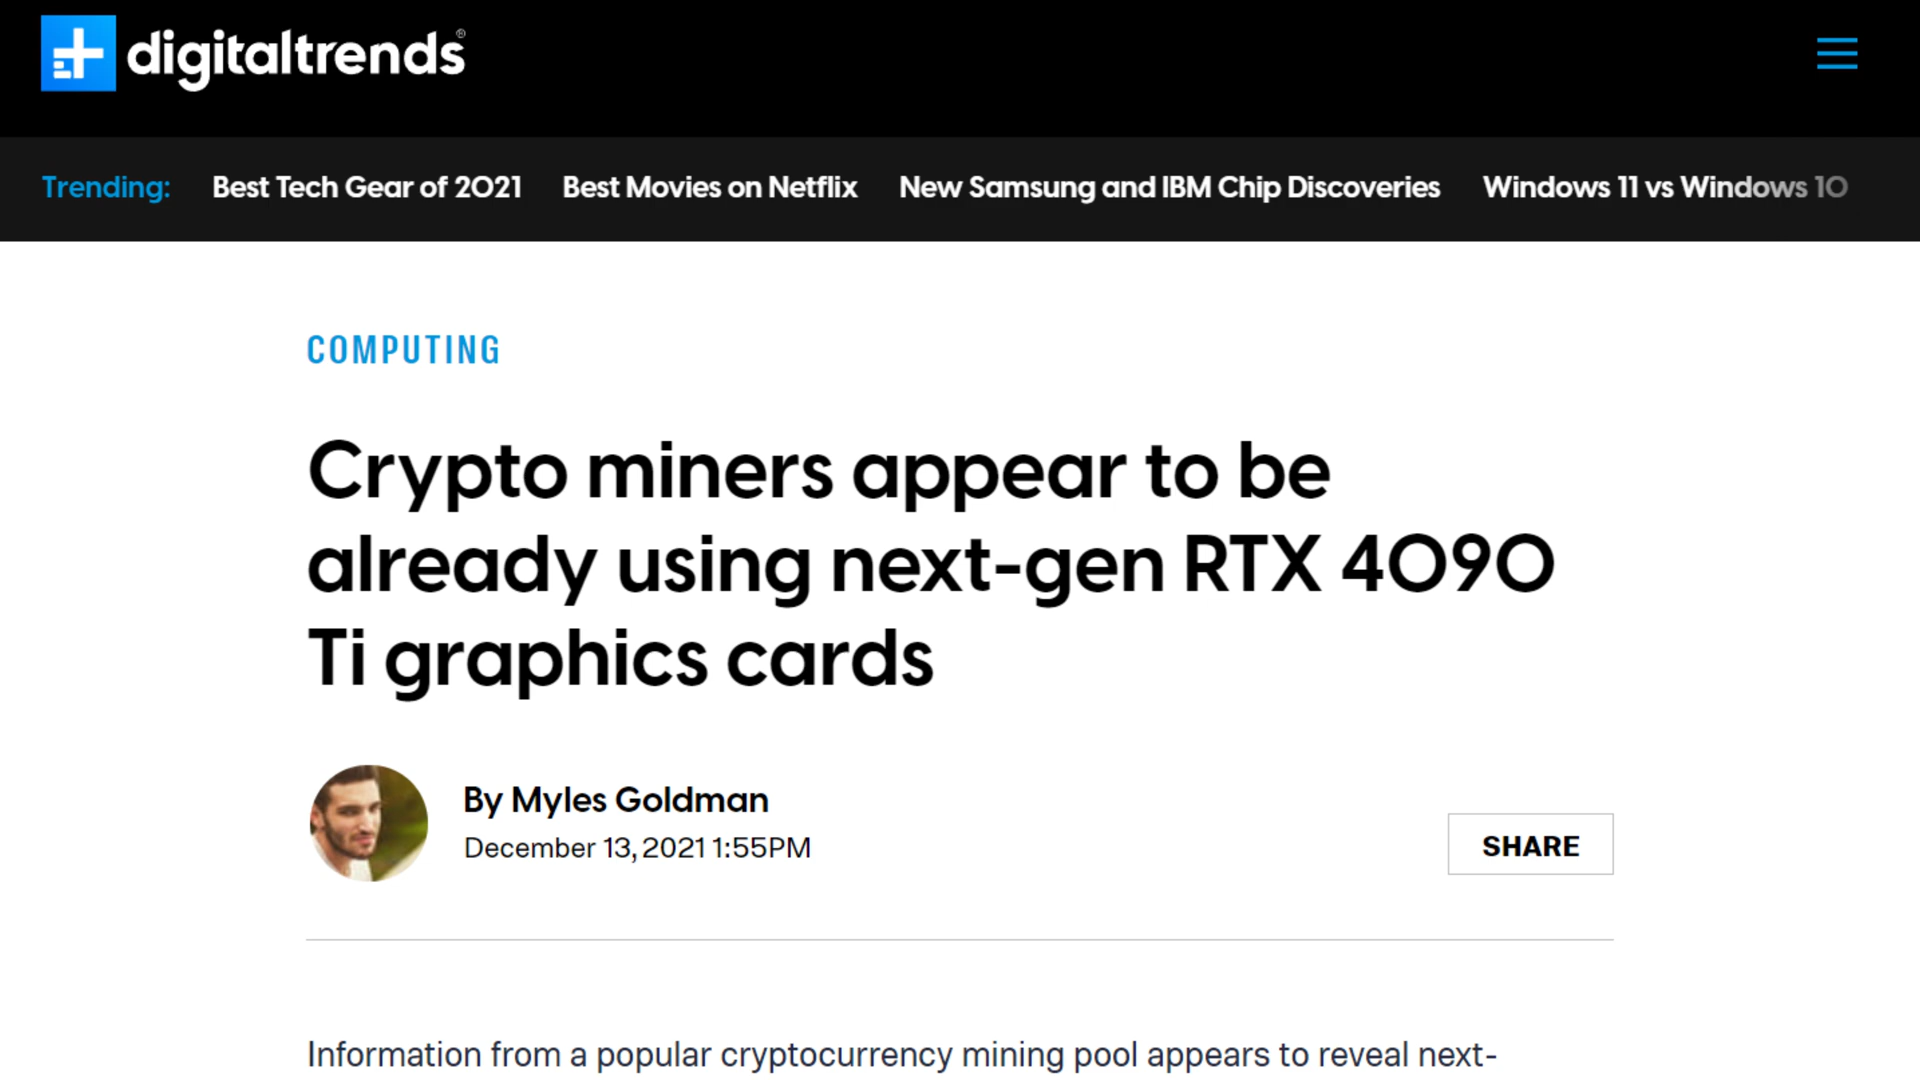 digitaltrends®
Trending: Best Tech Gear of 2021 Best Movies on Netflix New Samsung and IBM Chip Discoveries Windows 11 vs Windows 10
COMPUTING
Crypto miners appear to be
already using next-gen RTX 4090
Ti graphics cards
By Myles Goldman
December 13, 2021 1:55PM
SHARE
Information from a popular cryptocurrency mining pool appears to reveal next-